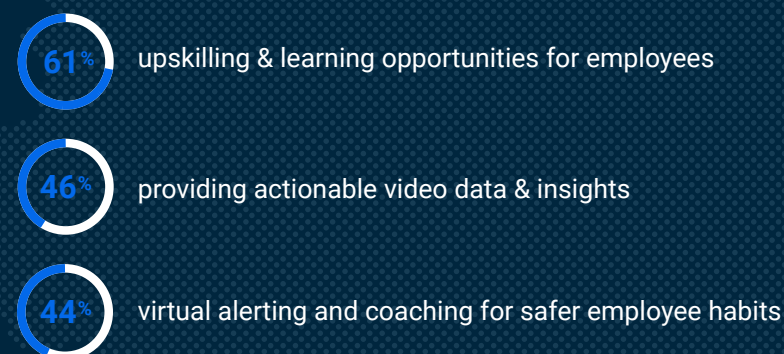 61% upskilling & learning opportunities for employees
46% providing actionable video data & insights
44% virtual alerting and coaching for safer employee habits